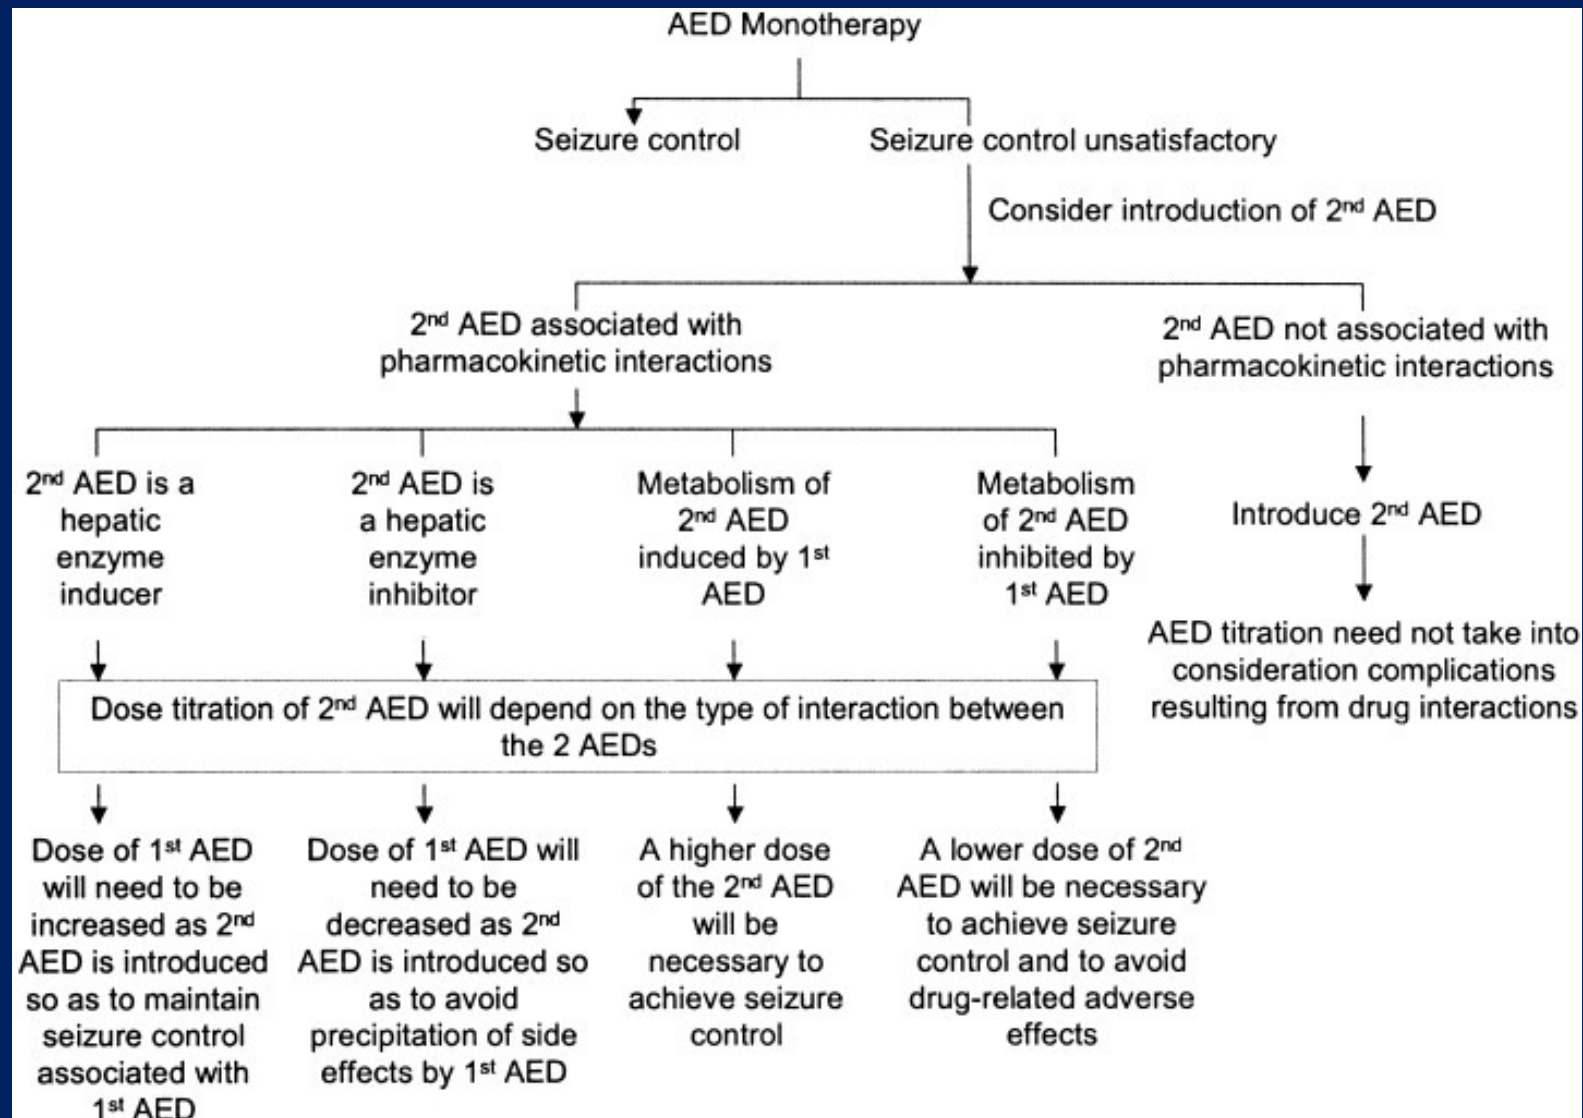 AED Monotherapy
Seizure control
Seizure control unsatisfactory
Consider introduction of 2nd AED
2nd AED associated with
pharmacokinetic interactions
2nd AED not associated with
pharmacokinetic interactions
2nd AED is a
hepatic
enzyme
inducer
2nd AED is
a hepatic
enzyme
inhibitor
Metabolism of
2nd AED
induced by 1st
AED
Metabolism
of 2nd AED
inhibited by
1st AED
Introduce 2nd AED
AED titration need not take into
consideration complications
resulting from drug interactions
Dose titration of 2nd AED will depend on the type of interaction between
the 2 AEDs
Dose of 1st AED
will need to be
increased as 2nd
AED is introduced
so as to maintain
seizure control
associated with
1st AED
Dose of 1st AED will
need to be
decreased as 2nd
AED is introduced so
as to avoid
precipitation of side
effects by 1st AED
A higher dose
of the 2nd AED
will be
necessary to
achieve seizure
control
A lower dose of 2nd
AED will be necessary
to achieve seizure
control and to avoid
drug-related adverse
effects